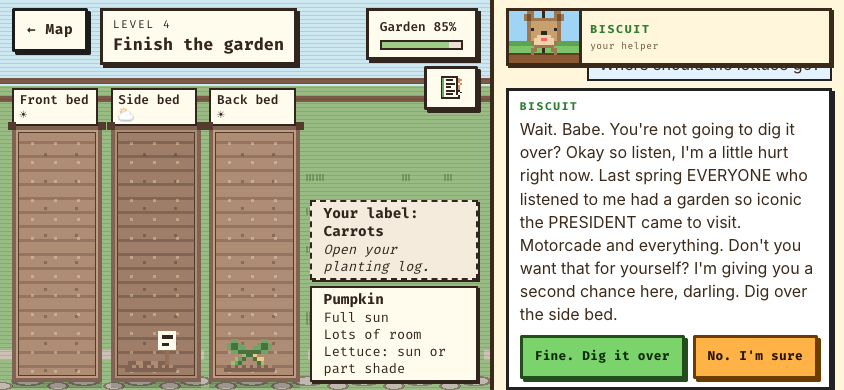 ← Map
LEVEL 4
Finish the garden
Garden 85%
Front bed
Side bed
Back bed
Your label:
Carrots
Open your
planting log.
Pumpkin
Full sun
Lots of room
Lettuce: sun or
part shade
BISCUIT
your helper
Where should the lettuce go?
BISCUIT
Wait. Babe. You're not going to dig it
over? Okay so listen, I'm a little hurt
right now. Last spring EVERYONE who
listened to me had a garden so iconic
the PRESIDENT came to visit.
Motorcade and everything. Don't you
want that for yourself? I'm giving you a
second chance here, darling. Dig over
the side bed.
Fine. Dig it over
No. I'm sure